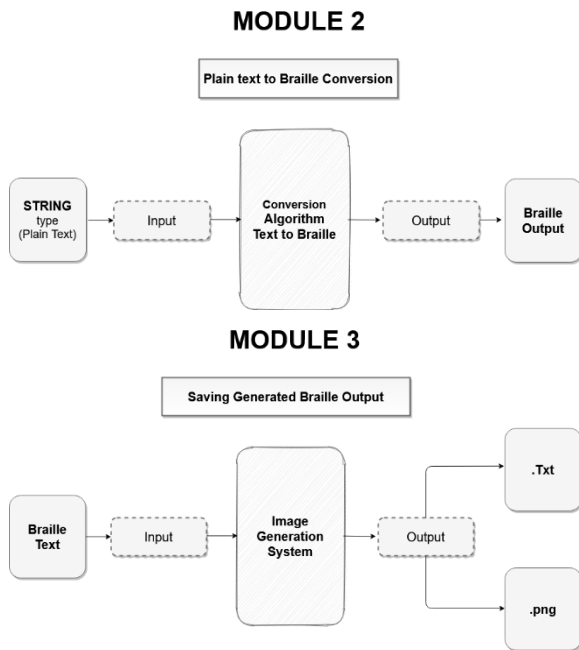 MODULE 2
Plain text to Braille Conversion
STRING
type
(Plain Text)
Input
Conversion
Algorithm
Text to Braille
Output
Braille
Output
MODULE 3
Saving Generated Braille Output
Braille
Text
Input
Image
Generation
System
Output
.Txt
.png